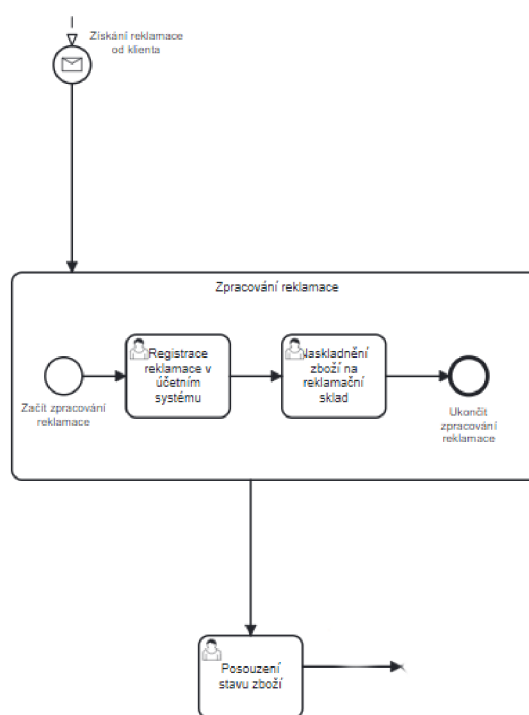 Získání reklamace
od klienta
Zpracování reklamace
Registrace
reklamace v
účetním
systému
Naskladnění
zboží na
reklamační
sklad
Začít zpracování
reklamace
Ukončit
zpracování
reklamace
Posouzení
stavu zboží